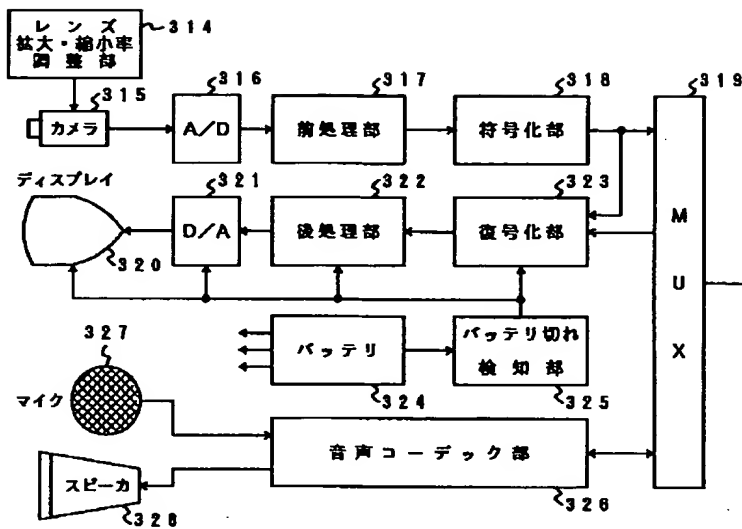 レンズ
拡大・縮小率
調整部
314
カメラ
315
A/D
316
前処理部
317
符号化部
318
MUX
319
ディスプレイ
320
D/A
321
後処理部
322
復号化部
323
バッテリ
324
バッテリ切れ
検知部
325
マイク
327
スピーカ
328
音声コーデック部
326